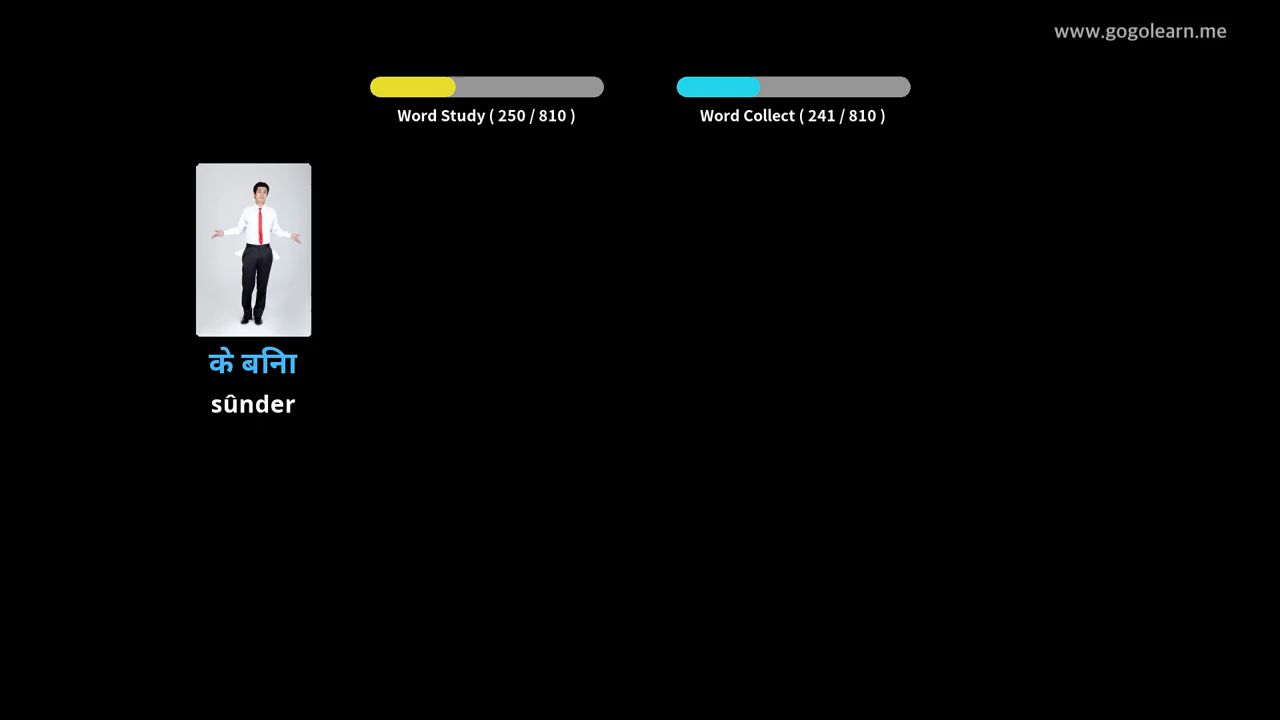 www.gogolearn.me
Word Study ( 250 / 810 )
Word Collect ( 241 / 810 )
के बिना
sûnder